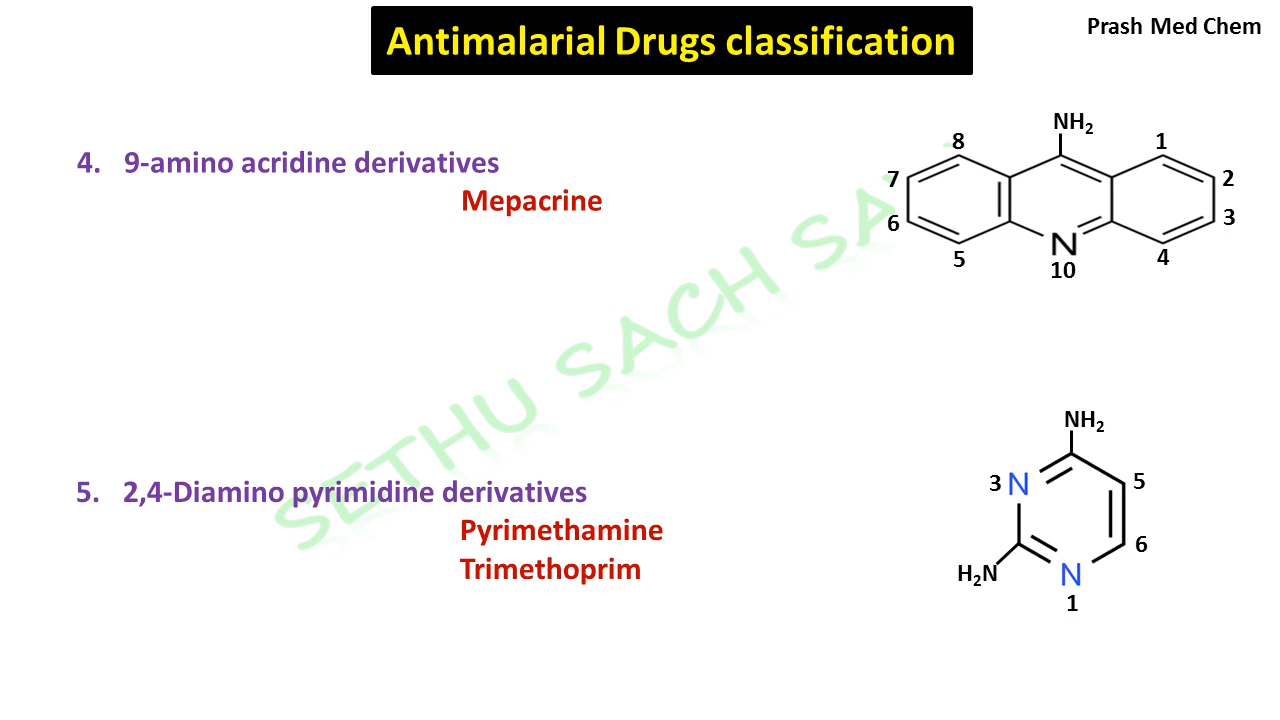 Antimalarial Drugs classification
Prash Med Chem
4. 9-amino acridine derivatives
Mepacrine
NH2
8
1
7
2
6
3
5
N
4
10
SETHU SACH SA
5. 2,4-Diamino pyrimidine derivatives
Pyrimethamine
Trimethoprim
NH2
3 N
5
6
H2N
N
1